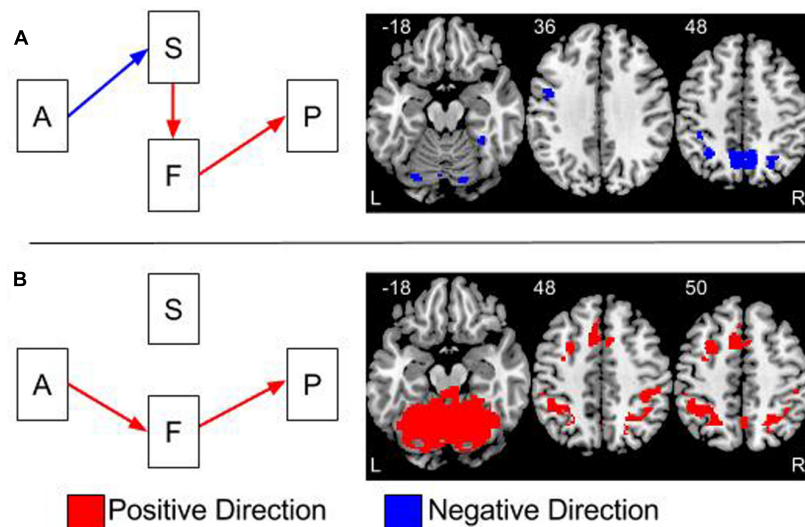 A
S
-18 36 48
A
P
F
L R
B
S
-18 48 50
A
P
F
L R
Positive Direction Negative Direction